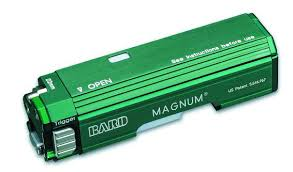 See instructions before use
OPEN
Trigger
BARD
MAGNUM®